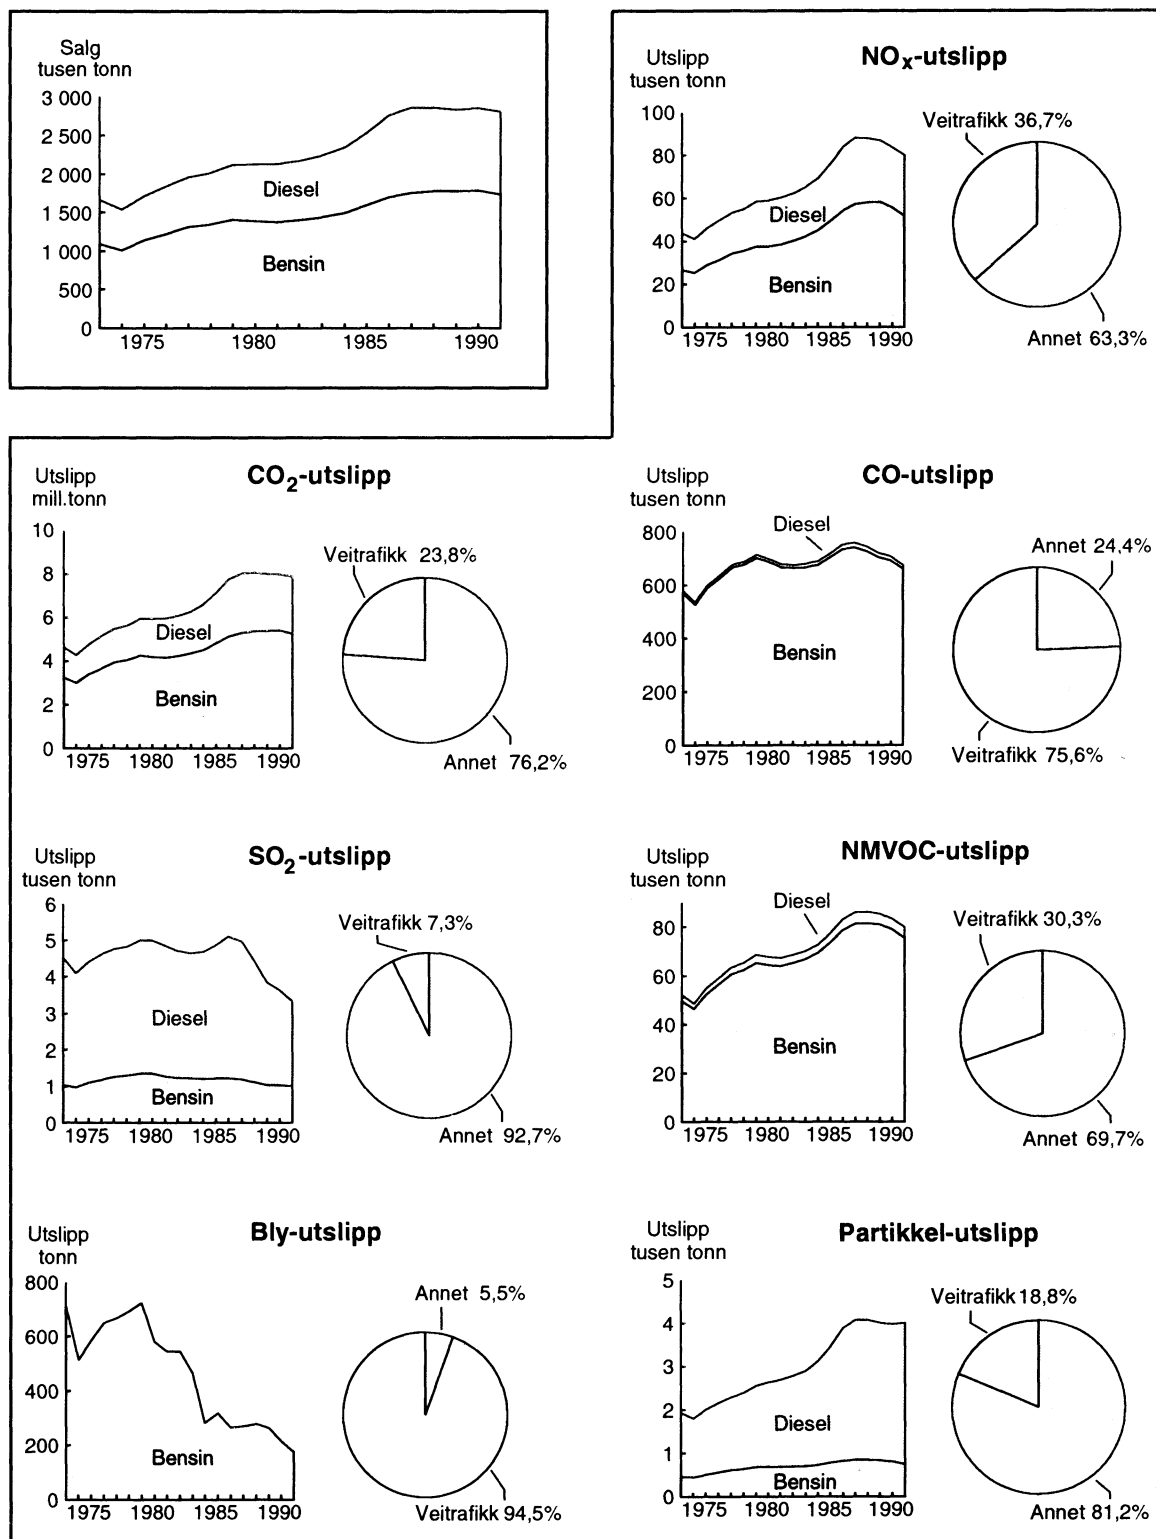 Salg
tusen tonn
3 000
2 500
2 000
1 500
1 000
500
0
Diesel
Bensin
1975 1980 1985 1990
NOx-utslipp
Utslipp
tusen tonn
100
80
60
40
20
0
Diesel
Bensin
1975 1980 1985 1990
Veitrafikk 36,7%
Annet 63,3%
CO2-utslipp
Utslipp
mill.tonn
10
8
6
4
2
0
Diesel
Bensin
1975 1980 1985 1990
Veitrafikk 23,8%
Annet 76,2%
CO-utslipp
Utslipp
tusen tonn
800
600
400
200
0
Diesel
Bensin
1975 1980 1985 1990
Annet 24,4%
Veitrafikk 75,6%
SO2-utslipp
Utslipp
tusen tonn
6
5
4
3
2
1
0
Diesel
Bensin
1975 1980 1985 1990
Veitrafikk 7,3%
Annet 92,7%
NMVOC-utslipp
Utslipp
tusen tonn
80
60
40
20
0
Diesel
Bensin
1975 1980 1985 1990
Veitrafikk 30,3%
Annet 69,7%
Bly-utslipp
Utslipp
tonn
800
600
400
200
0
Bensin
1975 1980 1985 1990
Annet 5,5%
Veitrafikk 94,5%
Partikkel-utslipp
Utslipp
tusen tonn
5
4
3
2
1
0
Diesel
Bensin
1975 1980 1985 1990
Veitrafikk 18,8%
Annet 81,2%